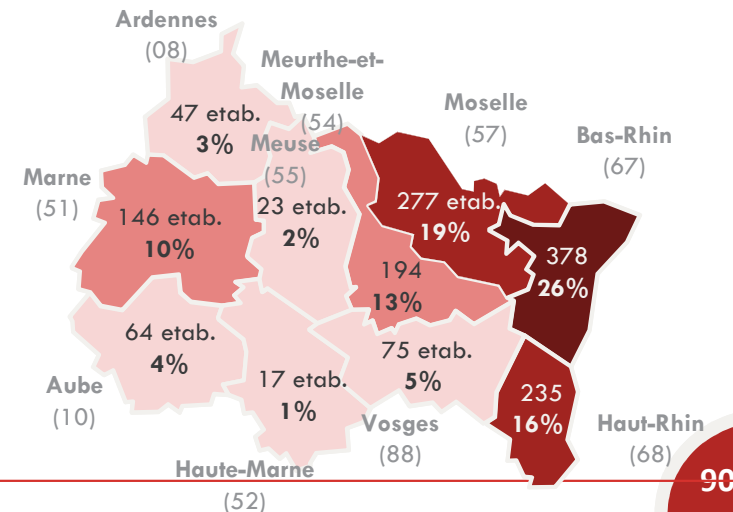 Ardennes
(08)
Meurthe-et-
Moselle
(54)
Moselle
(57)
Bas-Rhin
(67)
47 etab.
3%
Meuse
(55)
Marne
(51)
146 etab.
10%
23 etab.
2%
277 etab.
19%
378
26%
194
13%
64 etab.
4%
75 etab.
5%
17 etab.
1%
235
16%
Aube
(10)
Vosges
(88)
Haut-Rhin
(68)
Haute-Marne
(52)
90